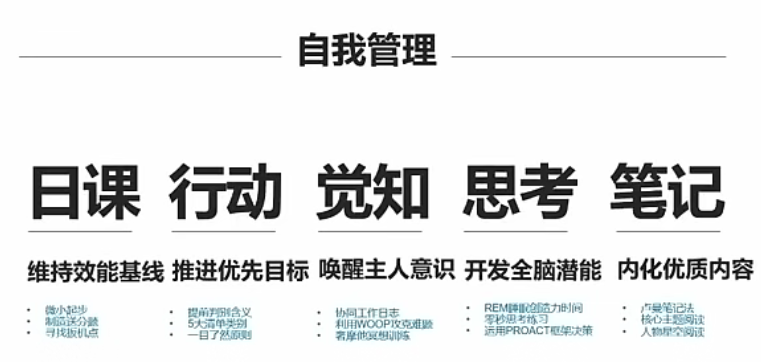 自我管理
日课 行动 觉知 思考 笔记
维持效能基线 推进优先目标 唤醒主人意识 开发全脑潜能 内化优质内容
• 微小起步
• 制造送分题
• 寻找扳机点
• 提前判别含义
• 5大清单类别
• 一目了然原则
• 协同工作日志
• 利用WOOP攻克难题
• 奢摩他冥想训练
• REM睡眠创造力时间
• 零秒思考练习
• 运用PROACT框架决策
• 卢曼笔记法
• 核心主题阅读
• 人物星空阅读